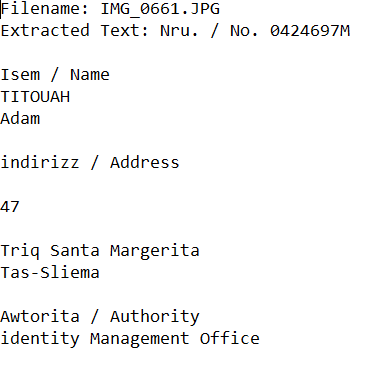 Filename: IMG_0661.JPG
Extracted Text: Nru. / No. 0424697M
Isem / Name
TITOUAH
Adam
indirizz / Address
47
Triq Santa Margerita
Tas-Sliema
Awtorita / Authority
identity Management Office